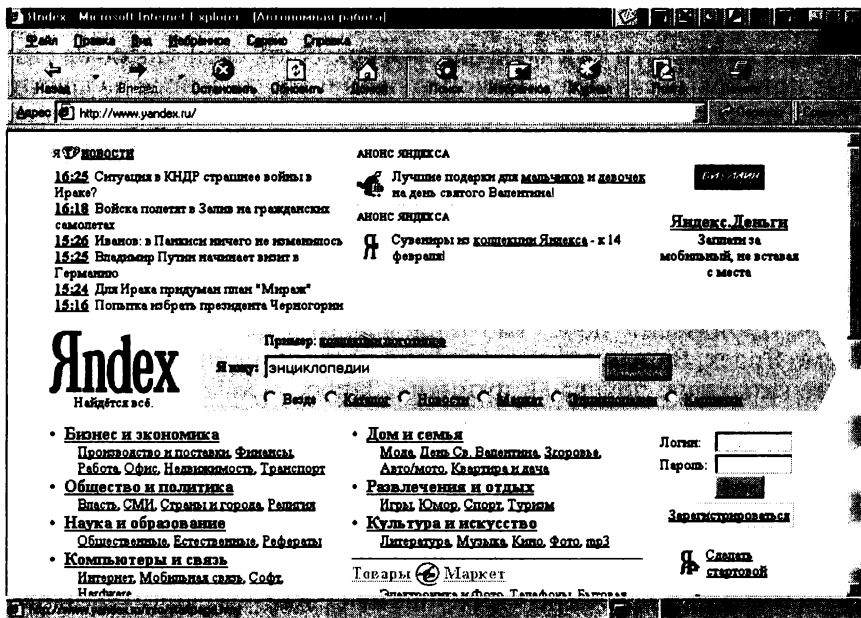 Яndex - Microsoft Internet Explorer - [Автономная работа]
Файл Правка Вид Избранное Сервис Справка
Назад Вперед Остановить Обновить Домой Поиск Избранное Журнал Почта
Адрес http://www.yandex.ru/
НОВОСТИ
16:25 Ситуация в КНДР страшнее войны в
Ираке?
16:18 Войска полетят в Залив на гражданских
самолетах
15:26 Иванов: в Панкиси ничего не изменилось
15:25 Владимир Путин начинает визит в
Германию
15:24 Для Ирака придуман план "Мираж"
15:16 Попытка избрать президента Черногории
АНОНС ЯНДЕКСА
Лучшие подарки для мальчиков и девочек
на день святого Валентина!
АНОНС ЯНДЕКСА
Я Сувениры из коллекции Яндекса - к 14
февраля!
Яндекс.Деньги
Заплати за
мобильный, не вставая
с места
Яndex
Найдётся всё.
Пример:
Я ищу: энциклопедии
Везде Каталог Новости Маркет
• Бизнес и экономика
Производство и поставки, Финансы,
Работа, Офис, Недвижимость, Транспорт
• Общество и политика
Власть, СМИ, Страны и города, Религия
• Наука и образование
Общественные, Естественные, Рефераты
• Компьютеры и связь
Интернет, Мобильная связь, Софт,
Hardware
• Дом и семья
Мода, День Св. Валентина, Здоровье,
Авто/мото, Квартира и дача
• Развлечения и отдых
Игры, Юмор, Спорт, Туризм
• Культура и искусство
Литература, Музыка, Кино, Фото, mp3
Товары Маркет
Электроника и Фото, Телефоны, Бытовая
Логин:
Пароль:
Зарегистрироваться
Я Сделать
стартовой